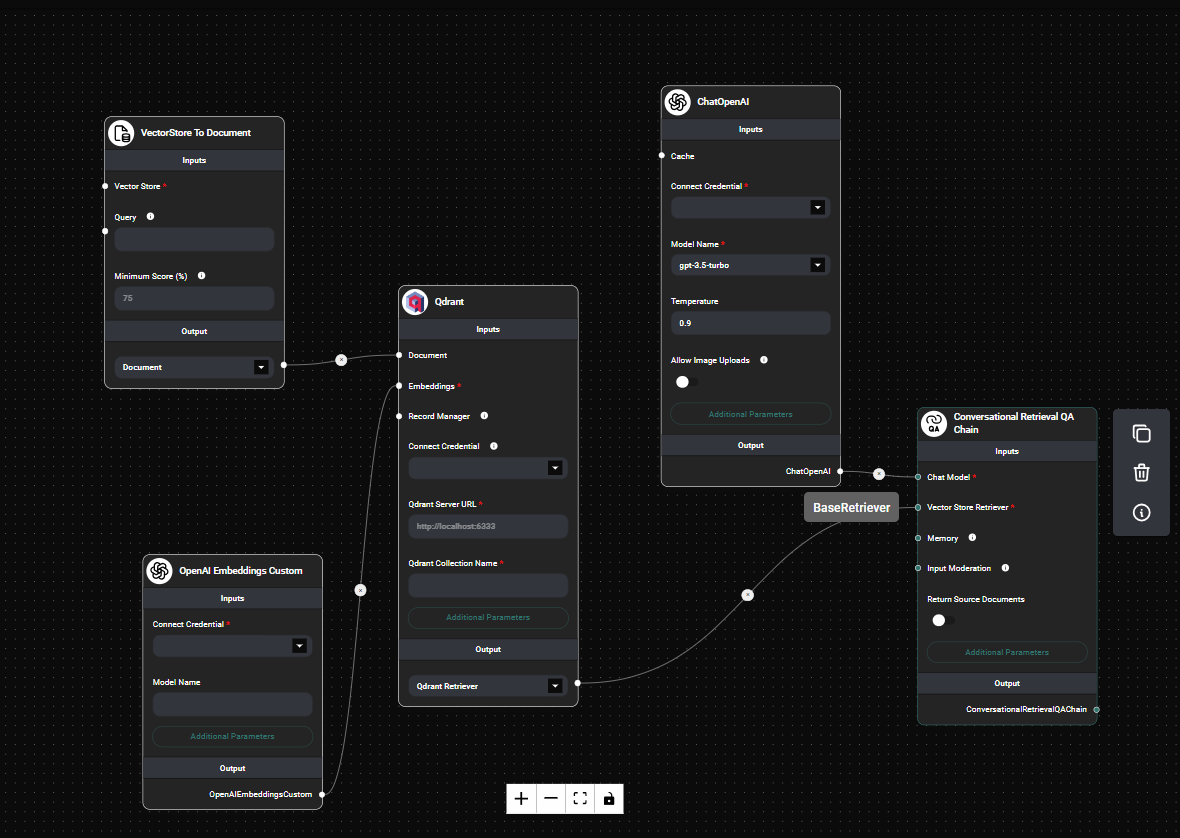 VectorStore To Document
Inputs
Vector Store *
Query
Minimum Score (%)
75
Output
Document
OpenAI Embeddings Custom
Inputs
Connect Credential *
Model Name
Additional Parameters
Output
OpenAIEmbeddingsCustom
Qdrant
Inputs
Document
Embeddings *
Record Manager
Connect Credential
Qdrant Server URL *
http://localhost:6333
Qdrant Collection Name *
Additional Parameters
Output
Qdrant Retriever
ChatOpenAI
Inputs
Cache
Connect Credential *
Model Name *
gpt-3.5-turbo
Temperature
0.9
Allow Image Uploads
Additional Parameters
Output
ChatOpenAI
BaseRetriever
QA
Conversational Retrieval QA
Chain
Inputs
Chat Model *
Vector Store Retriever *
Memory
Input Moderation
Return Source Documents
Additional Parameters
Output
ConversationalRetrievalQAChain